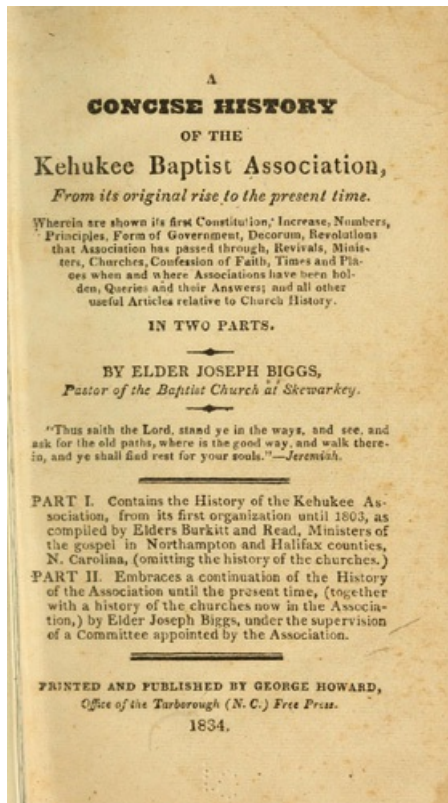 A
CONCISE HISTORY
OF THE
Kehukee Baptist Association,
From its original rise to the present time.
Wherein are shown its first Constitution, Increase, Numbers,
Principles, Form of Government, Decorum, Revolutions
that Association has passed through, Revivals, Minis-
ters, Churches, Confession of Faith, Times and Pla-
ces when and where Associations have been hol-
den, Queries and their Answers; and all other
useful Articles relative to Church History.
IN TWO PARTS.
BY ELDER JOSEPH BIGGS,
Pastor of the Baptist Church at Skewarkey.
"Thus saith the Lord, stand ye in the ways, and see, and
ask for the old paths, where is the good way, and walk there-
in, and ye shall find rest for your souls."—Jeremiah.
PART I. Contains the History of the Kehukee As-
sociation, from its first organization until 1803, as
compiled by Elders Burkitt and Read, Ministers of
the gospel in Northampton and Halifax counties,
N. Carolina, (omitting the history of the churches.)
PART II. Embraces a continuation of the History
of the Association until the present time, (together
with a history of the churches now in the Associa-
tion,) by Elder Joseph Biggs, under the supervision
of a Committee appointed by the Association.
PRINTED AND PUBLISHED BY GEORGE HOWARD,
Office of the Tarborough (N. C.) Free Press.
1834.